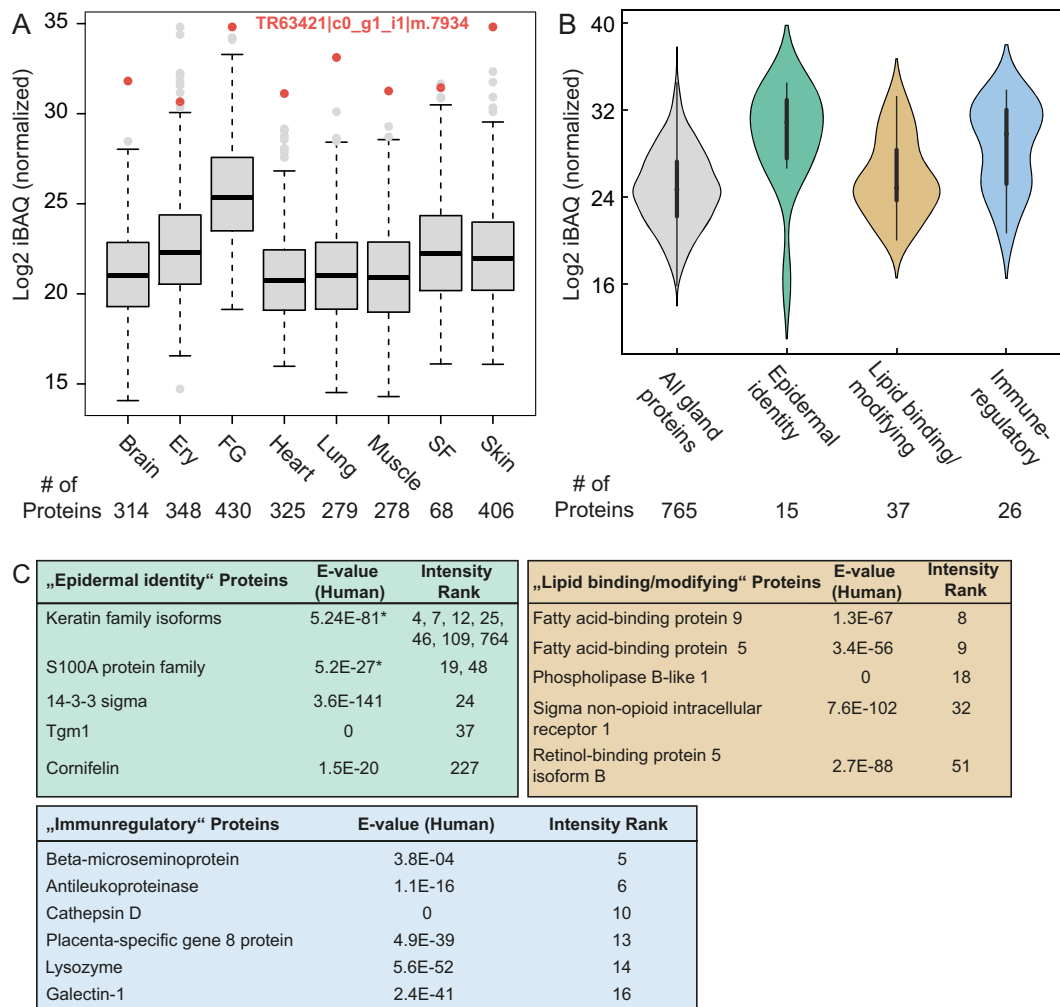 A
TR63421|c0_g1_i1|m.7934
Log2 iBAQ (normalized)
35
30
25
20
15
Brain
Ery
FG
Heart
Lung
Muscle
SF
Skin
# of
Proteins 314 348 430 325 279 278 68 406
B
Log2 iBAQ (normalized)
40
32
24
16
All gland
proteins
Epidermal
identity
Lipid binding/
modifying
Immune-
regulatory
# of
Proteins 765 15 37 26
C
„Epidermal identity“ Proteins E-value (Human) Intensity Rank
Keratin family isoforms 5.24E-81* 4, 7, 12, 25,
46, 109, 764
S100A protein family 5.2E-27* 19, 48
14-3-3 sigma 3.6E-141 24
Tgm1 0 37
Cornifelin 1.5E-20 227
„Lipid binding/modifying“ Proteins E-value (Human) Intensity Rank
Fatty acid-binding protein 9 1.3E-67 8
Fatty acid-binding protein 5 3.4E-56 9
Phospholipase B-like 1 0 18
Sigma non-opioid intracellular 7.6E-102 32
receptor 1
Retinol-binding protein 5
isoform B 2.7E-88 51
„Immunregulatory“ Proteins E-value (Human) Intensity Rank
Beta-microseminoprotein 3.8E-04 5
Antileukoproteinase 1.1E-16 6
Cathepsin D 0 10
Placenta-specific gene 8 protein 4.9E-39 13
Lysozyme 5.6E-52 14
Galectin-1 2.4E-41 16